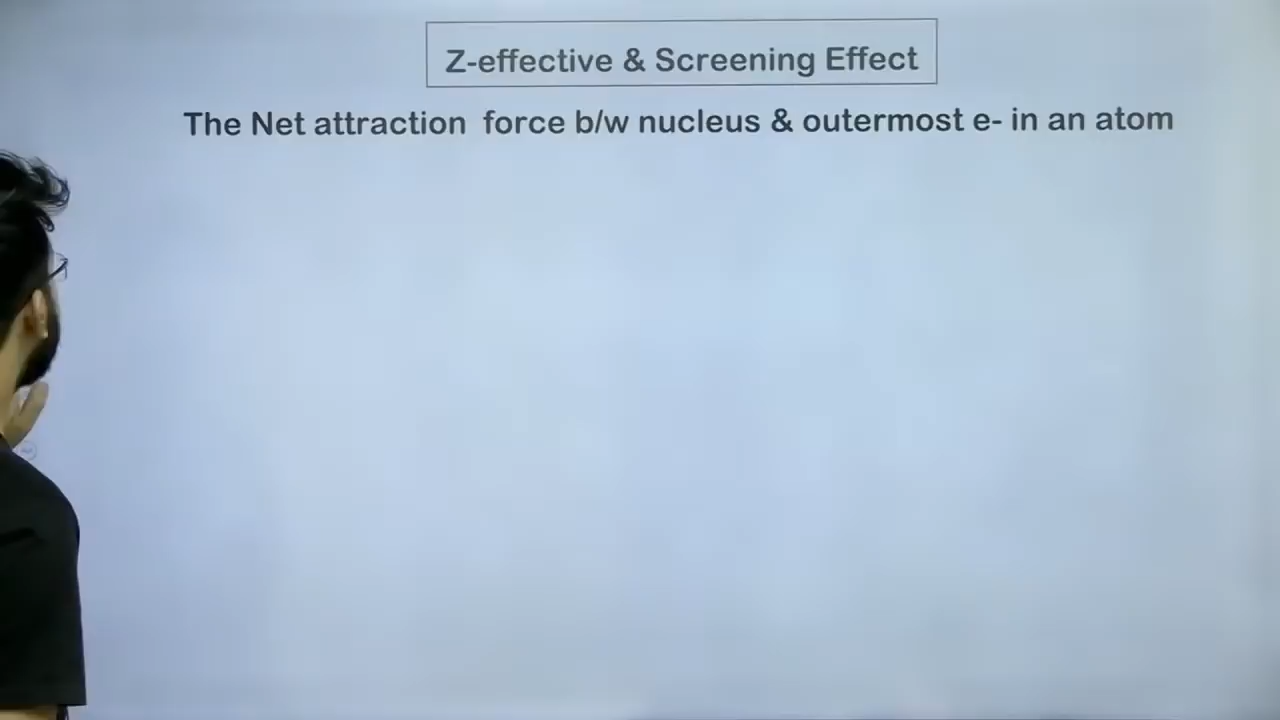 Z-effective & Screening Effect
The Net attraction force b/w nucleus & outermost e- in an atom